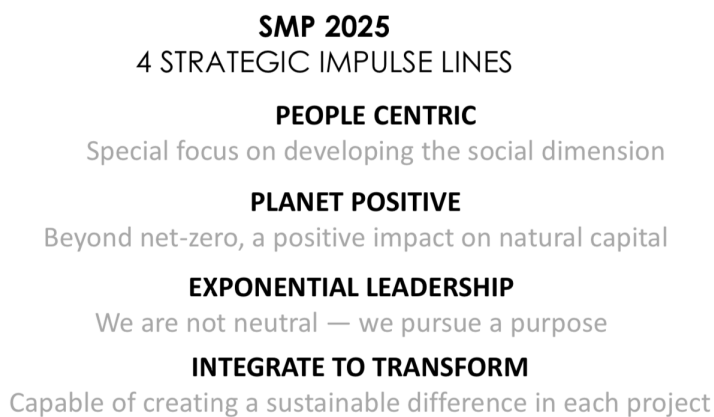 SMP 2025
4 STRATEGIC IMPULSE LINES
PEOPLE CENTRIC
Special focus on developing the social dimension
PLANET POSITIVE
Beyond net-zero, a positive impact on natural capital
EXPONENTIAL LEADERSHIP
We are not neutral — we pursue a purpose
INTEGRATE TO TRANSFORM
Capable of creating a sustainable difference in each project